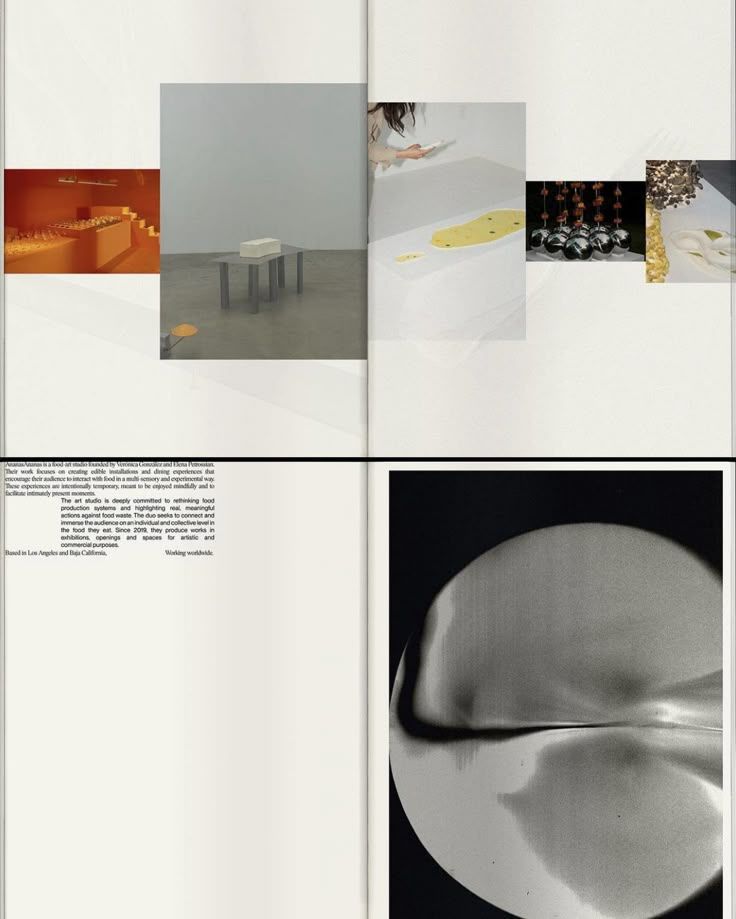 AnanasAnanas is a food art studio founded by Verónica González and Elena Petrossian.
Their work focuses on creating edible installations and dining experiences that
encourage their audience to interact with food in a multi-sensory and experimental way.
These experiences are intentionally temporary, meant to be enjoyed mindfully and to
facilitate intimately present moments.
The art studio is deeply committed to rethinking food
production systems and highlighting real, meaningful
actions against food waste. The duo seeks to connect and
immerse the audience on an individual and collective level in
the food they eat. Since 2019, they produce works in
exhibitions, openings and spaces for artistic and
commercial purposes.
Based in Los Angeles and Baja California, Working worldwide.